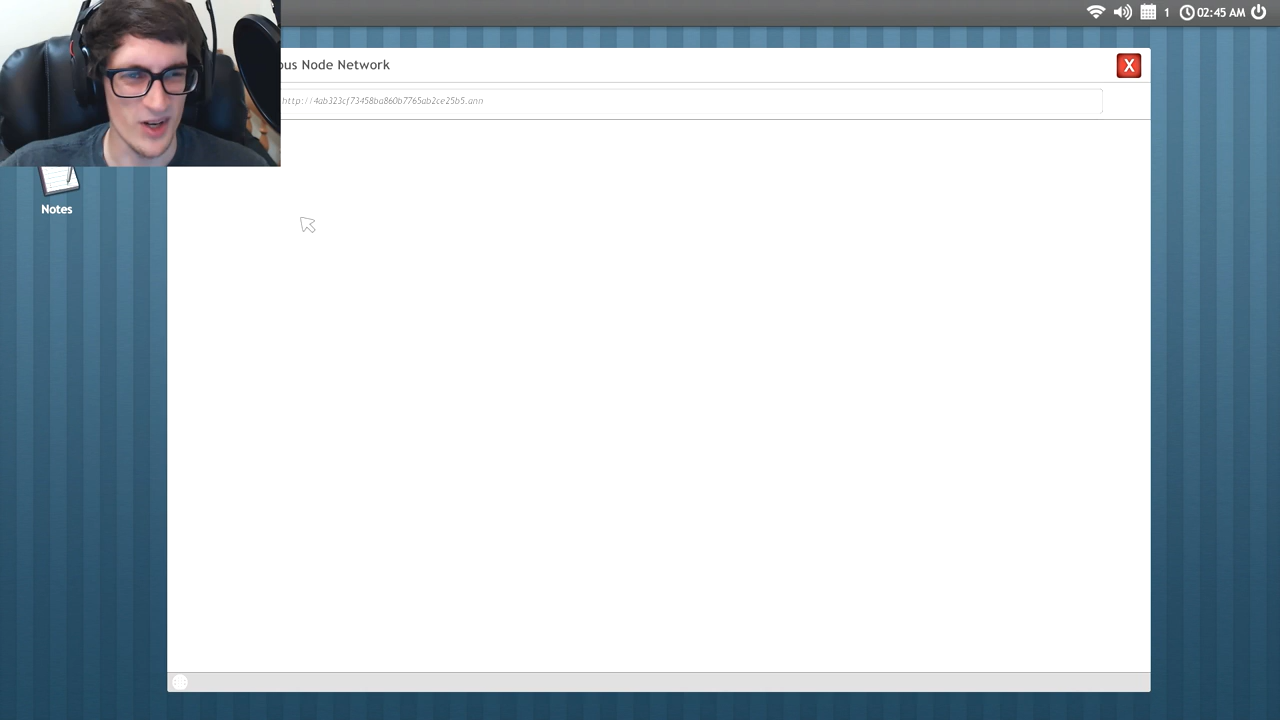 1 02:45 AM
ous Node Network
X
http://4ab323cf73458ba860b7765ab2ce25b5.ann
Notes